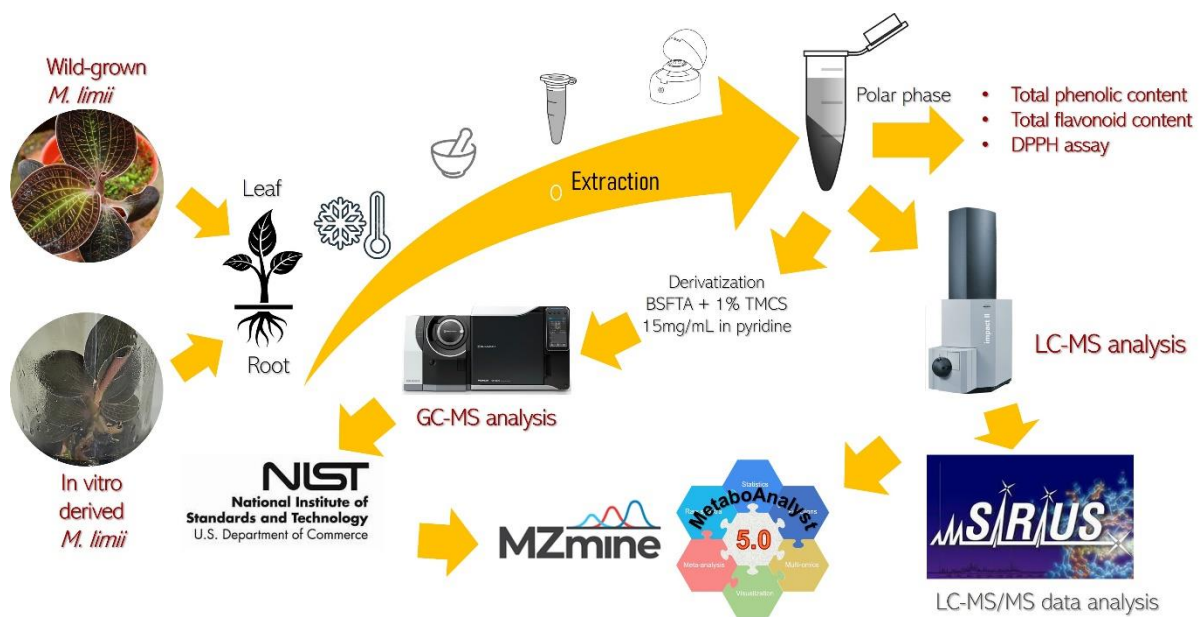 Wild-grown
M. limii
Leaf
Root
In vitro
derived
M. limii
Extraction
Polar phase
• Total phenolic content
• Total flavonoid content
• DPPH assay
Derivatization
BSFTA + 1% TMCS
15mg/mL in pyridine
GC-MS analysis
impact II
LC-MS analysis
NIST
National Institute of
Standards and Technology
U.S. Department of Commerce
MZmine
Statistics
MetaboAnalyst
5.0
Meta-analysis
Multi-omics
Visualization
SIRIUS
LC-MS/MS data analysis